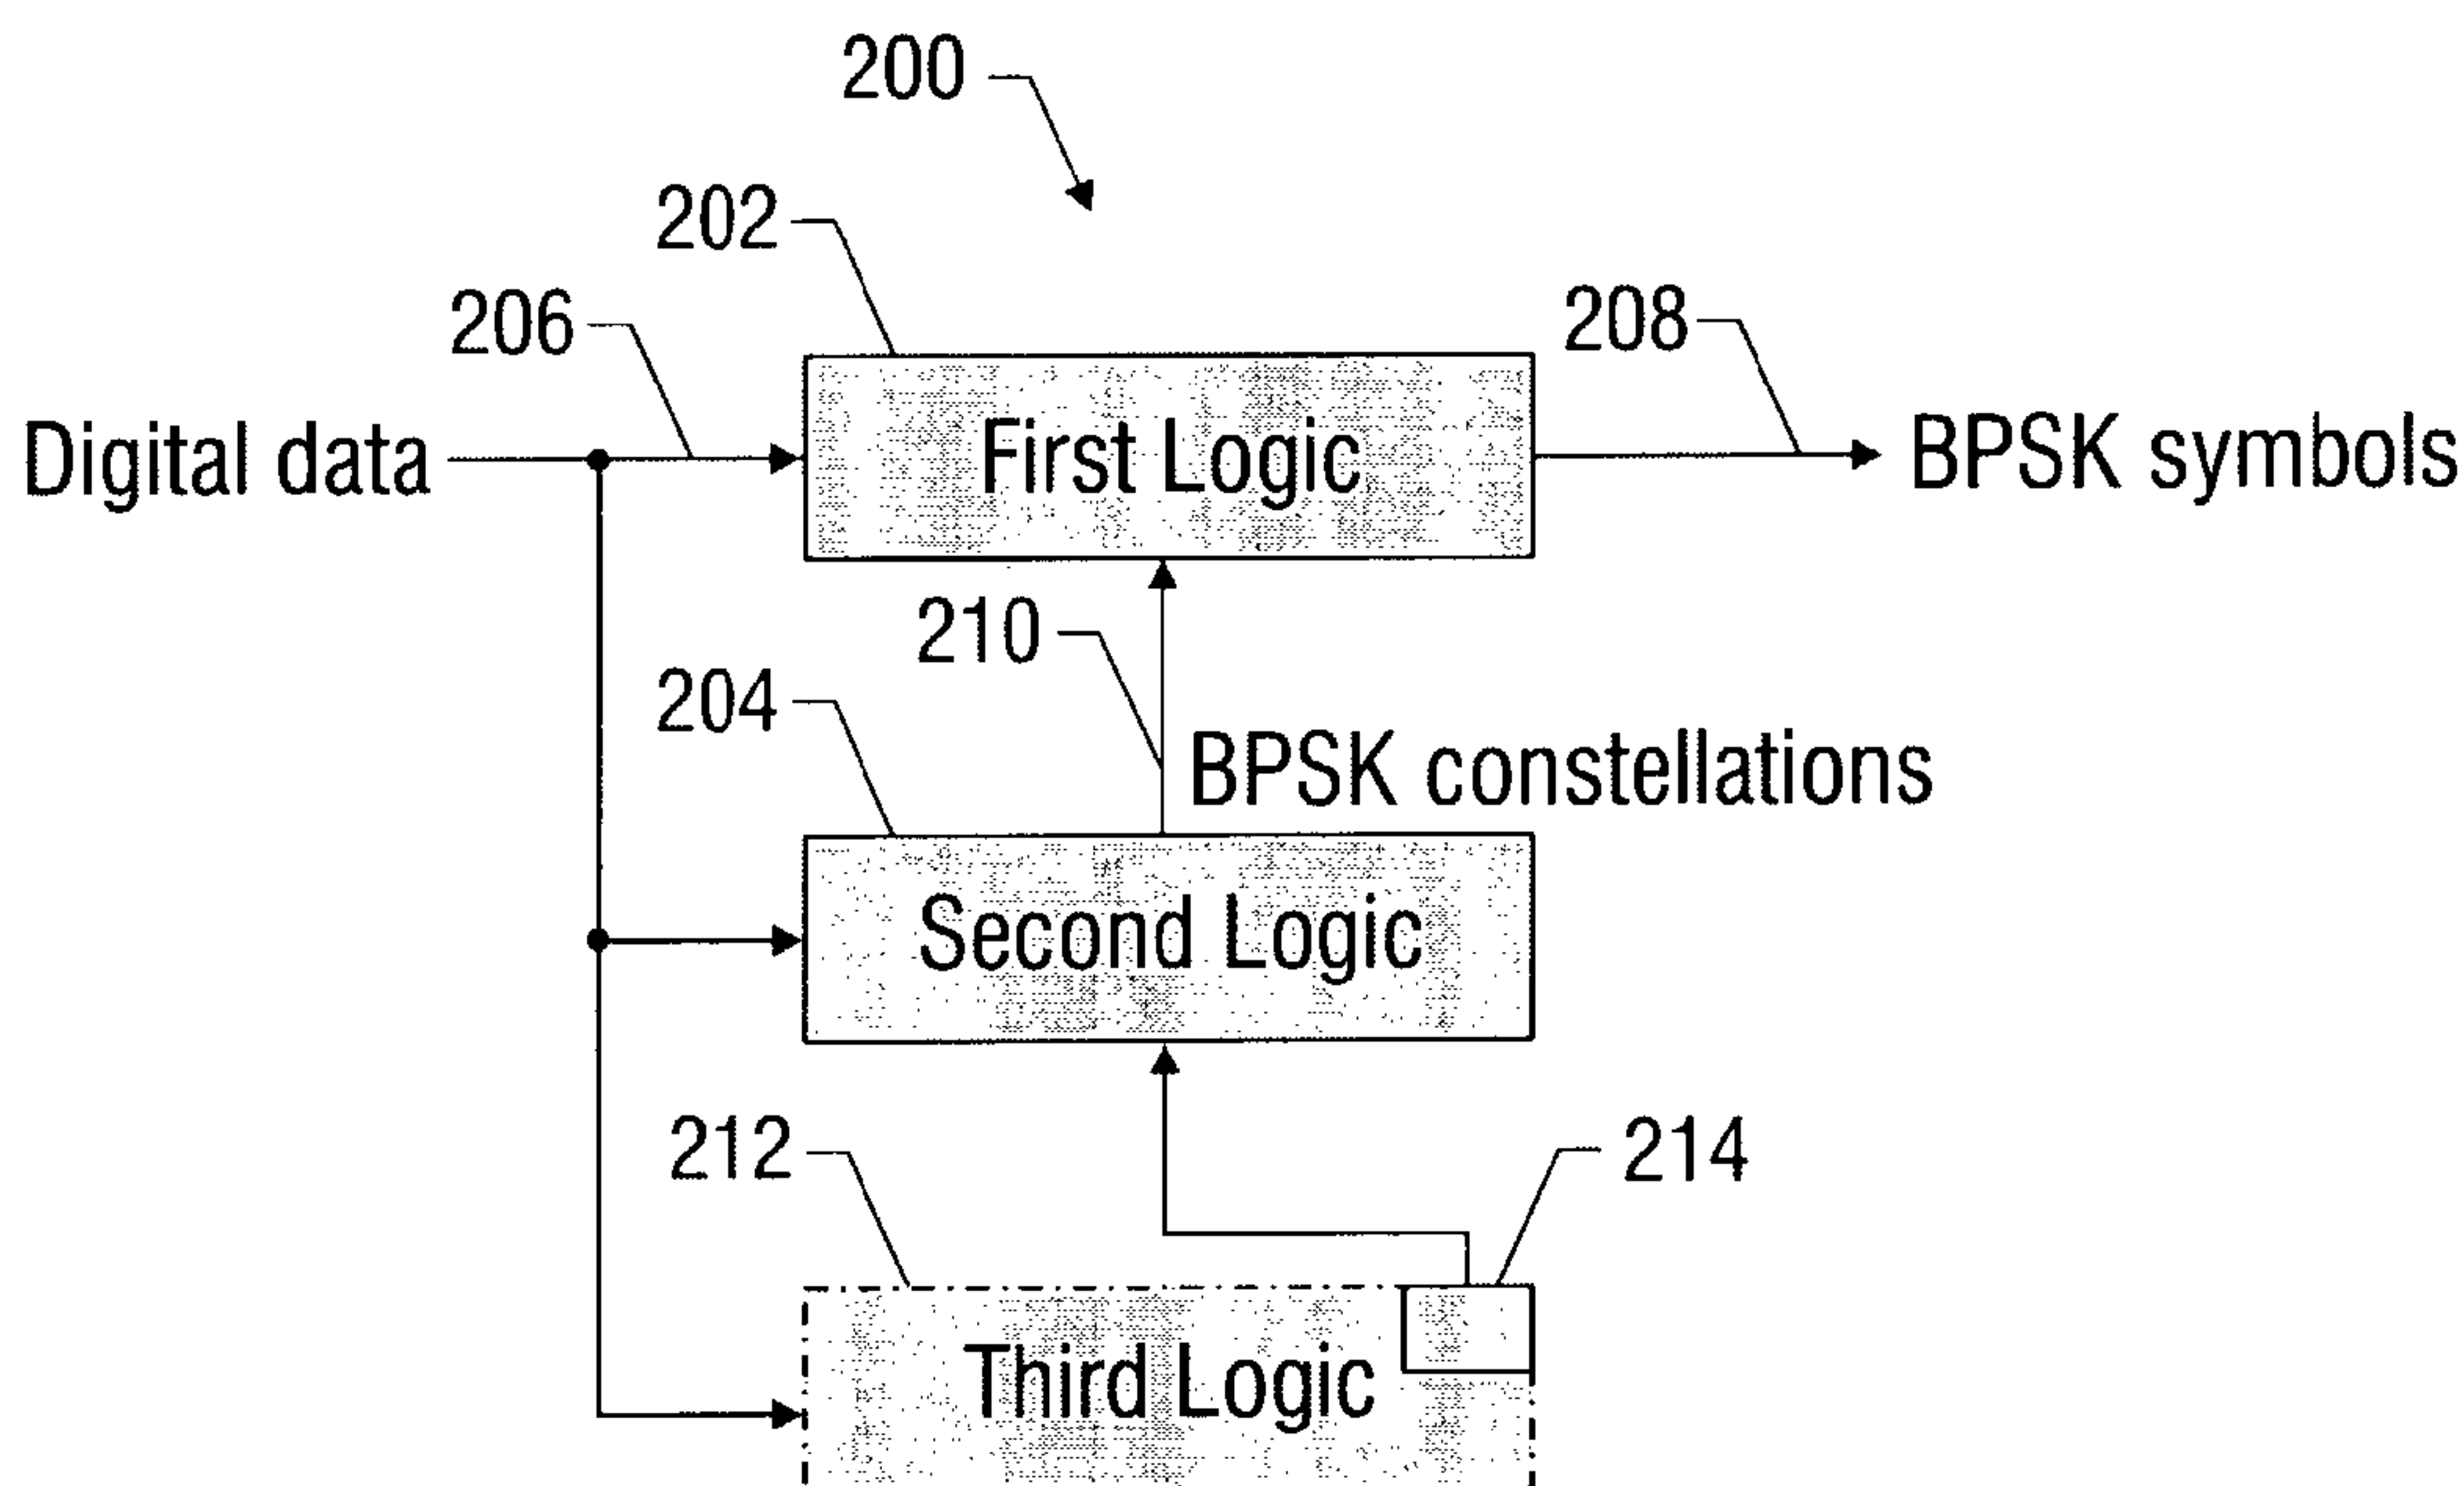 200
202
206
208
Digital data
First Logic
BPSK symbols
210
204
BPSK constellations
Second Logic
212
214
Third Logic